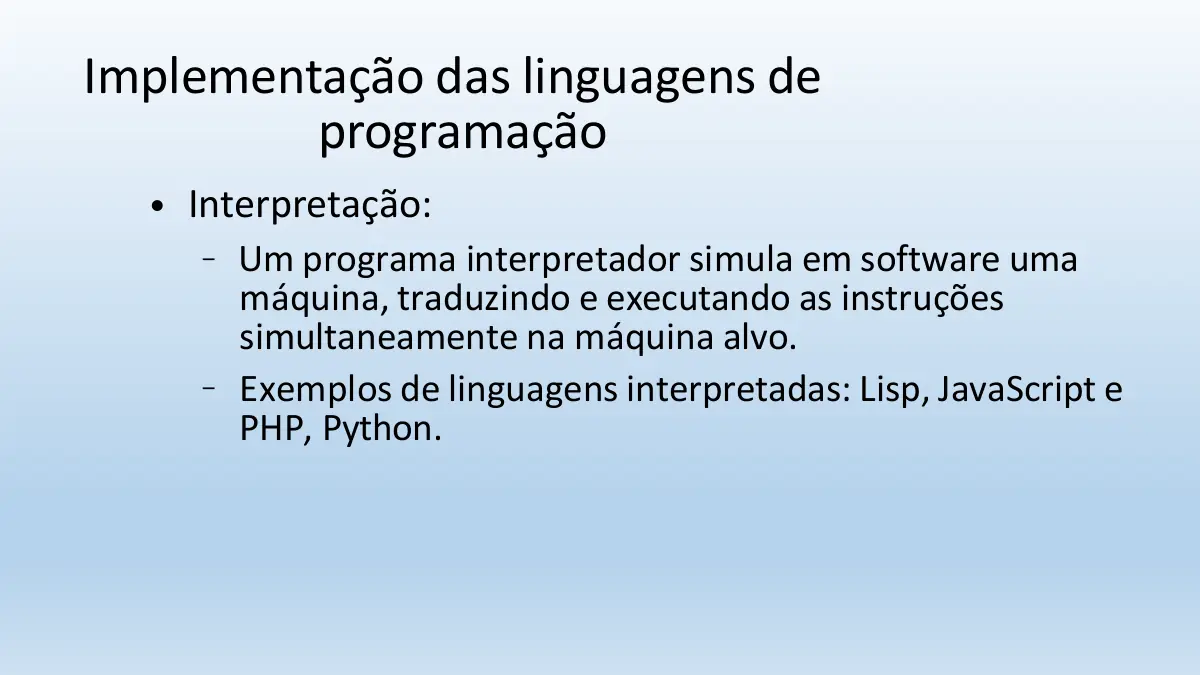 Implementação das linguagens de
programação
• Interpretação:
– Um programa interpretador simula em software uma
máquina, traduzindo e executando as instruções
simultaneamente na máquina alvo.
– Exemplos de linguagens interpretadas: Lisp, JavaScript e
PHP, Python.